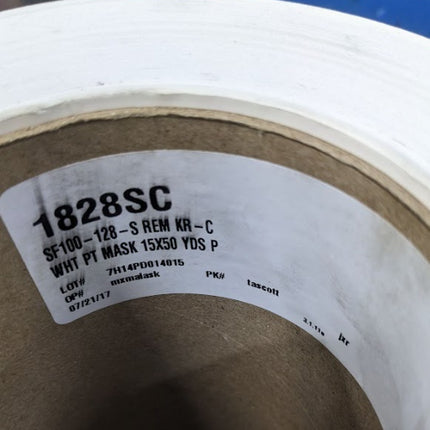 1828SC
SF100-128-S REM KR-C
WHT PT MASK 15X50 YDS P
LOT# 7H14PD014015
OP# mxmalask PK# tascott
07/21/17 jxr